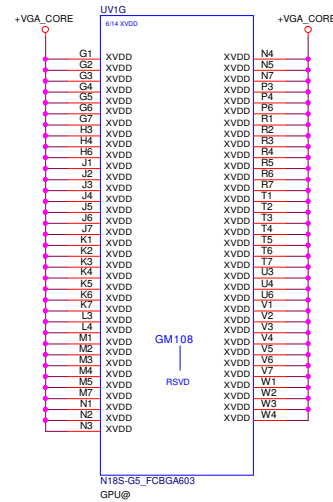 UV1G
+VGA_CORE
+VGA_CORE
6/14 XVDD
G1 XVDD XVDD N4
G2 XVDD XVDD N5
G3 XVDD XVDD N7
G4 XVDD XVDD P3
G5 XVDD XVDD P4
G6 XVDD XVDD P6
G7 XVDD XVDD R1
H3 XVDD XVDD R2
H4 XVDD XVDD R3
H6 XVDD XVDD R4
J1 XVDD XVDD R5
J2 XVDD XVDD R6
J3 XVDD XVDD R7
J4 XVDD XVDD T1
J5 XVDD XVDD T2
J6 XVDD XVDD T3
J7 XVDD XVDD T4
K1 XVDD XVDD T5
K2 XVDD XVDD T6
K3 XVDD XVDD T7
K4 XVDD XVDD U3
K5 XVDD XVDD U4
K6 XVDD XVDD U6
K7 XVDD XVDD V1
L3 XVDD XVDD V2
L4 XVDD XVDD V3
M1 XVDD XVDD V4
GM108
M2 XVDD XVDD V5
M3 XVDD XVDD V6
M4 XVDD XVDD V7
M5 XVDD XVDD W1
RSVD
M7 XVDD XVDD W2
N1 XVDD XVDD W3
N2 XVDD XVDD W4
N3 XVDD
N18S-G5_FCBGA603
GPU@